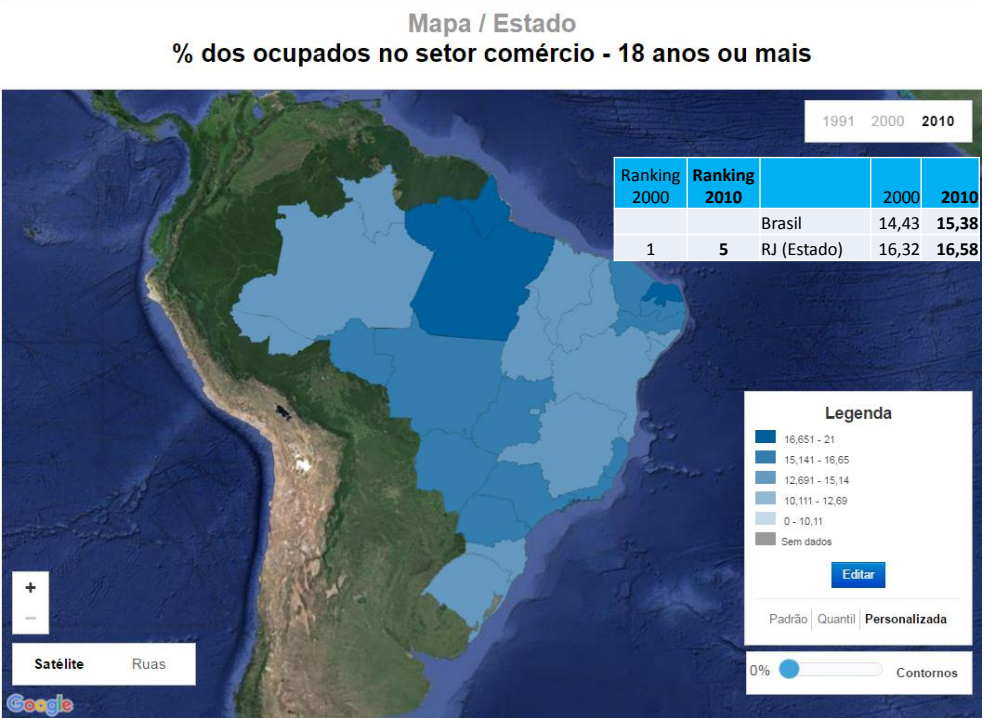 Mapa / Estado
% dos ocupados no setor comércio - 18 anos ou mais
1991 2000 2010
Ranking 2000 Ranking 2010 2000 2010
Brasil 14,43 15,38
1 5 RJ (Estado) 16,32 16,58
Legenda
16,651 - 21
15,141 - 16,65
12,691 - 15,14
10,111 - 12,69
0 - 10,11
Sem dados
Editar
Padrão Quantil Personalizada
0% Contornos
+
−
Satélite Ruas
Google